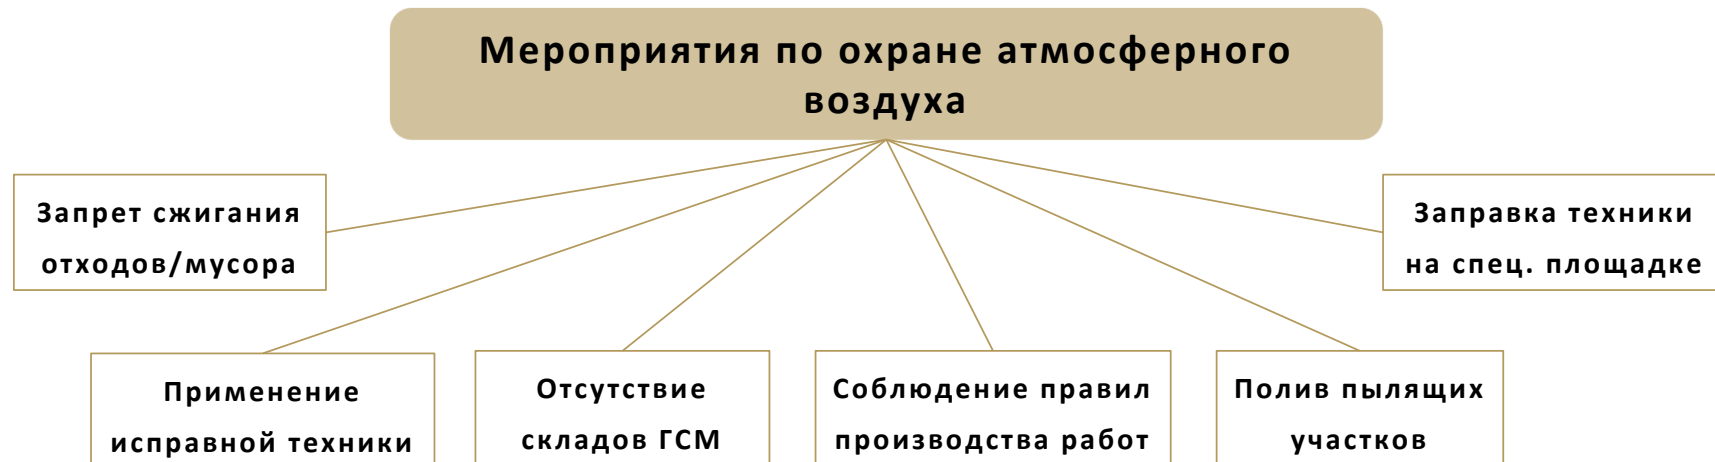 Мероприятия по охране атмосферного
воздуха
Запрет сжигания
отходов/мусора
Заправка техники
на спец. площадке
Применение
исправной техники
Отсутствие
складов ГСМ
Соблюдение правил
производства работ
Полив пылящих
участков